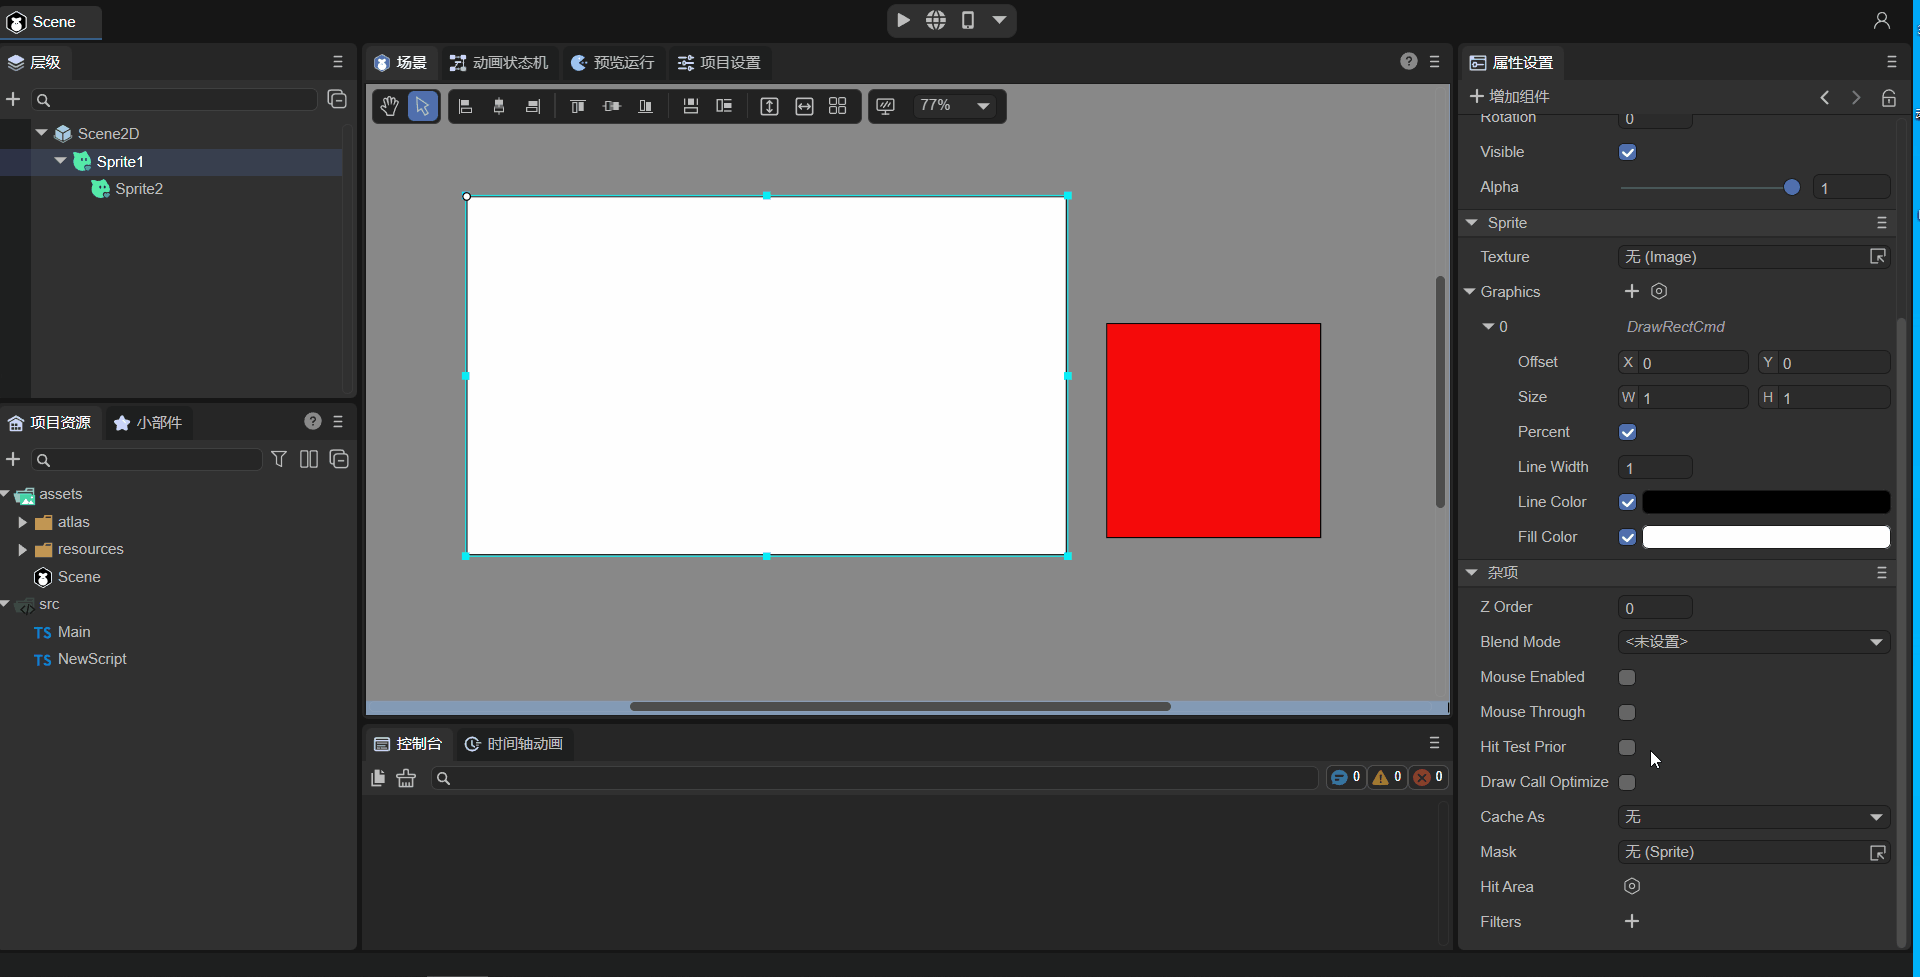 Scene
层级
Scene2D
Sprite1
Sprite2
项目资源
小部件
assets
atlas
resources
Scene
src
TS Main
TS NewScript
场景
动画状态机
预览运行
项目设置
77%
控制台
时间轴动画
0
0
0
属性设置
增加组件
Rotation 0
Visible
Alpha 1
Sprite
Texture 无 (Image)
Graphics
0 DrawRectCmd
Offset X 0 Y 0
Size W 1 H 1
Percent
Line Width 1
Line Color
Fill Color
杂项
Z Order 0
Blend Mode <未设置>
Mouse Enabled
Mouse Through
Hit Test Prior
Draw Call Optimize
Cache As 无
Mask 无 (Sprite)
Hit Area
Filters